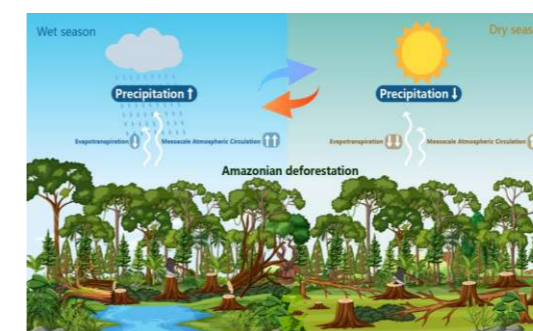 Wet season
Dry seas
Precipitation ↑
Precipitation ↓
Evapotranspiration ↓
Mesoscale Atmospheric Circulation ↑↑
Evapotranspiration ↓↓
Mesoscale Atmospheric Circulation ↑
Amazonian deforestation